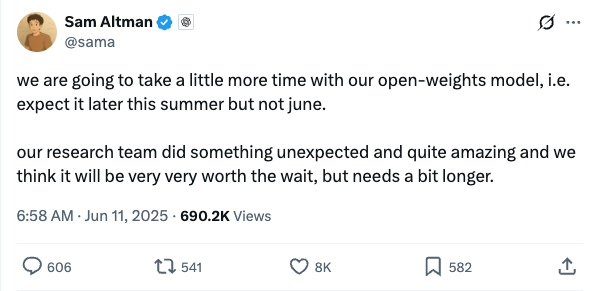 Sam Altman
@sama
we are going to take a little more time with our open-weights model, i.e.
expect it later this summer but not june.
our research team did something unexpected and quite amazing and we
think it will be very very worth the wait, but needs a bit longer.
6:58 AM · Jun 11, 2025 · 690.2K Views
606 541 8K 582